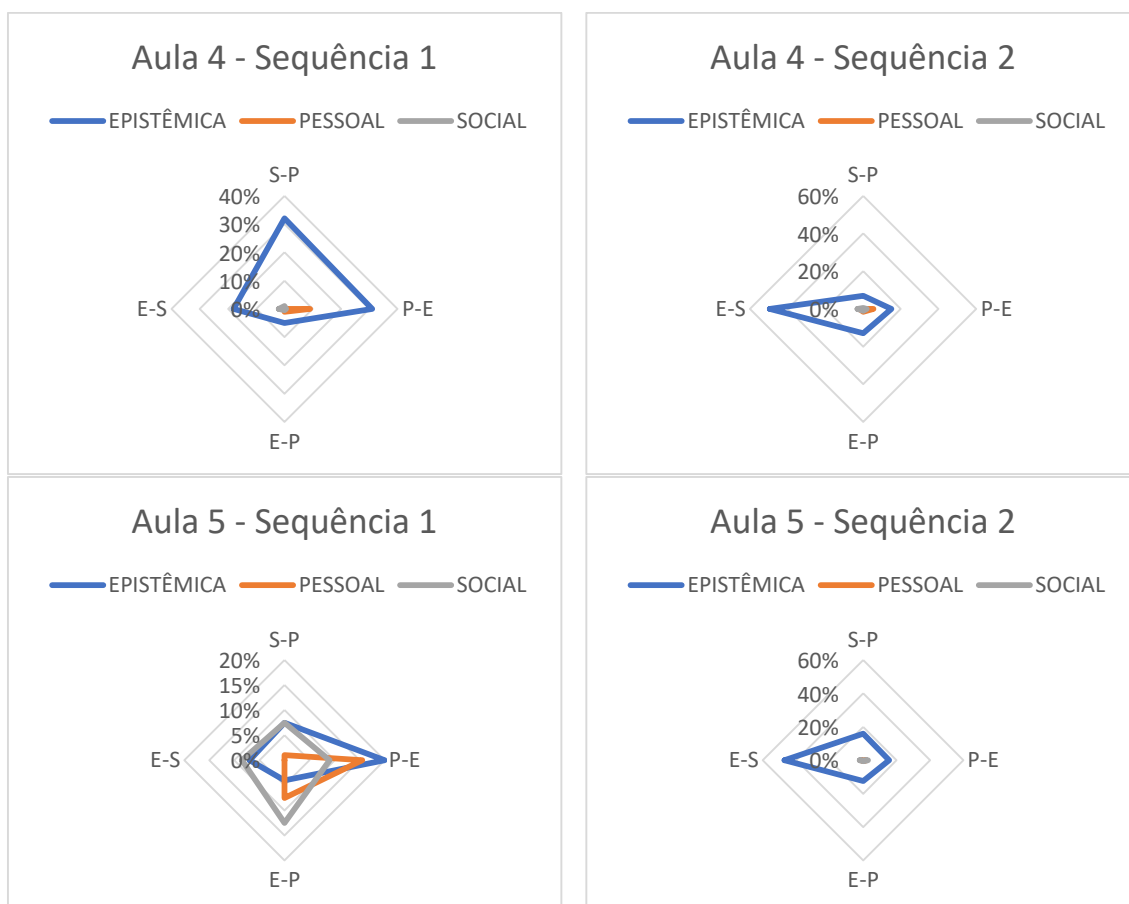 Aula 4 - Sequência 1
EPISTÊMICA PESSOAL SOCIAL
S-P
40%
30%
20%
10%
0%
E-S
P-E
E-P
Aula 4 - Sequência 2
EPISTÊMICA PESSOAL SOCIAL
S-P
60%
40%
20%
0%
E-S
P-E
E-P
Aula 5 - Sequência 1
EPISTÊMICA PESSOAL SOCIAL
S-P
20%
15%
10%
5%
0%
E-S
P-E
E-P
Aula 5 - Sequência 2
EPISTÊMICA PESSOAL SOCIAL
S-P
60%
40%
20%
0%
E-S
P-E
E-P